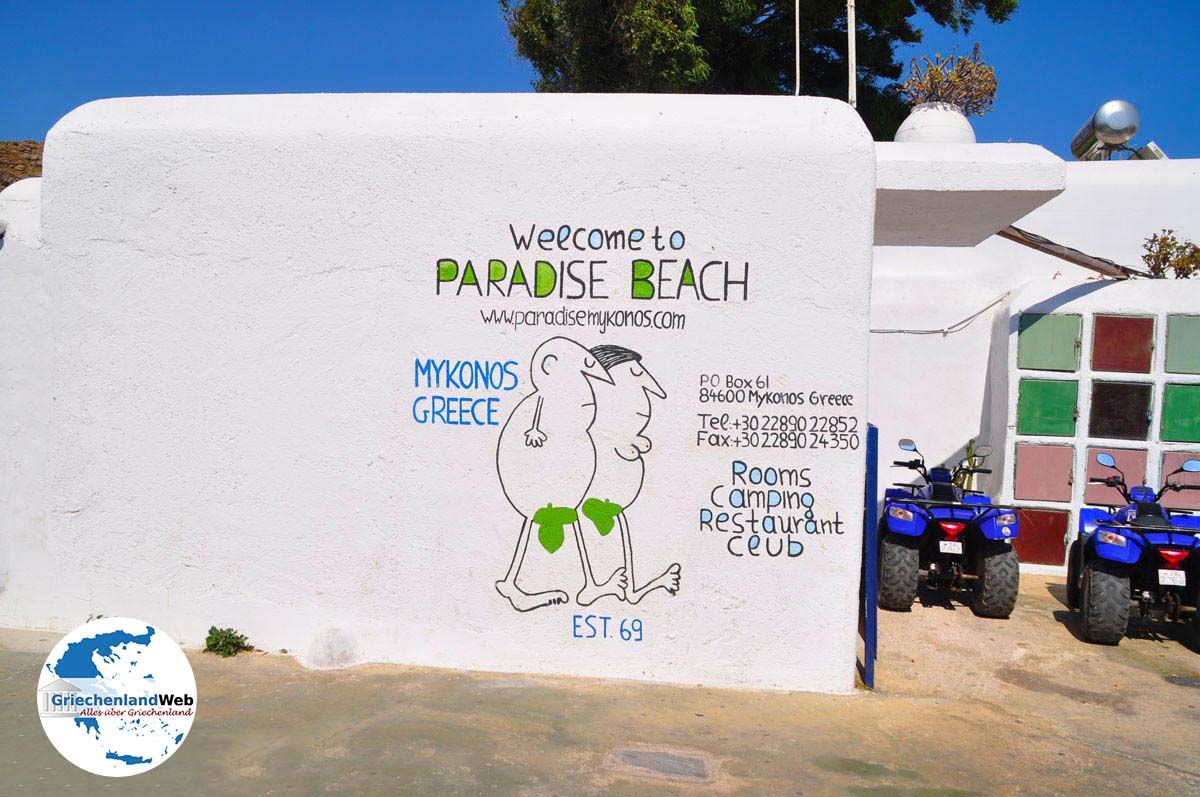 Welcome to
PARADISE BEACH
www.paradisemykonos.com
MYKONOS
GREECE
PO Box 61
84600 Mykonos Greece
Tel.:+30 22890 22852
Fax:+30 22890 24350
Rooms
Camping
Restaurant
Club
EST. 69
GriechenlandWeb
Alles über Griechenland